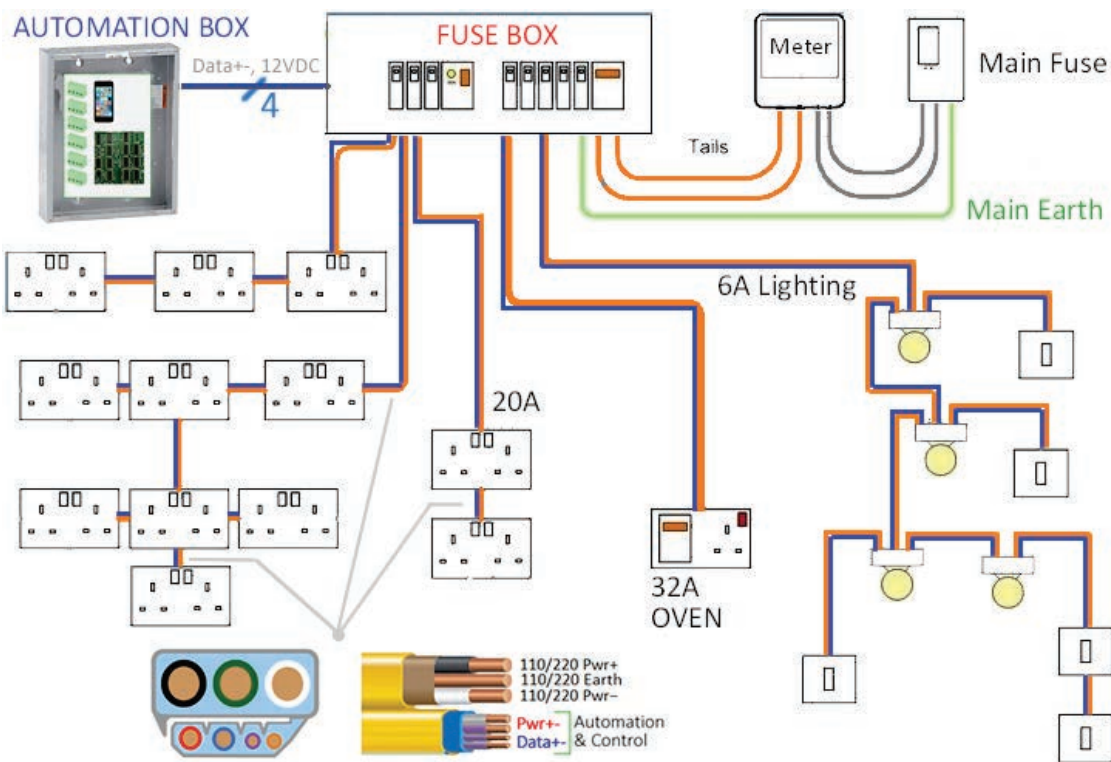 AUTOMATION BOX
Data+-, 12VDC
4
FUSE BOX
Meter
Main Fuse
Tails
Main Earth
6A Lighting
20A
32A
OVEN
110/220 Pwr+
110/220 Earth
110/220 Pwr–
Pwr+-
Data+-
Automation
& Control